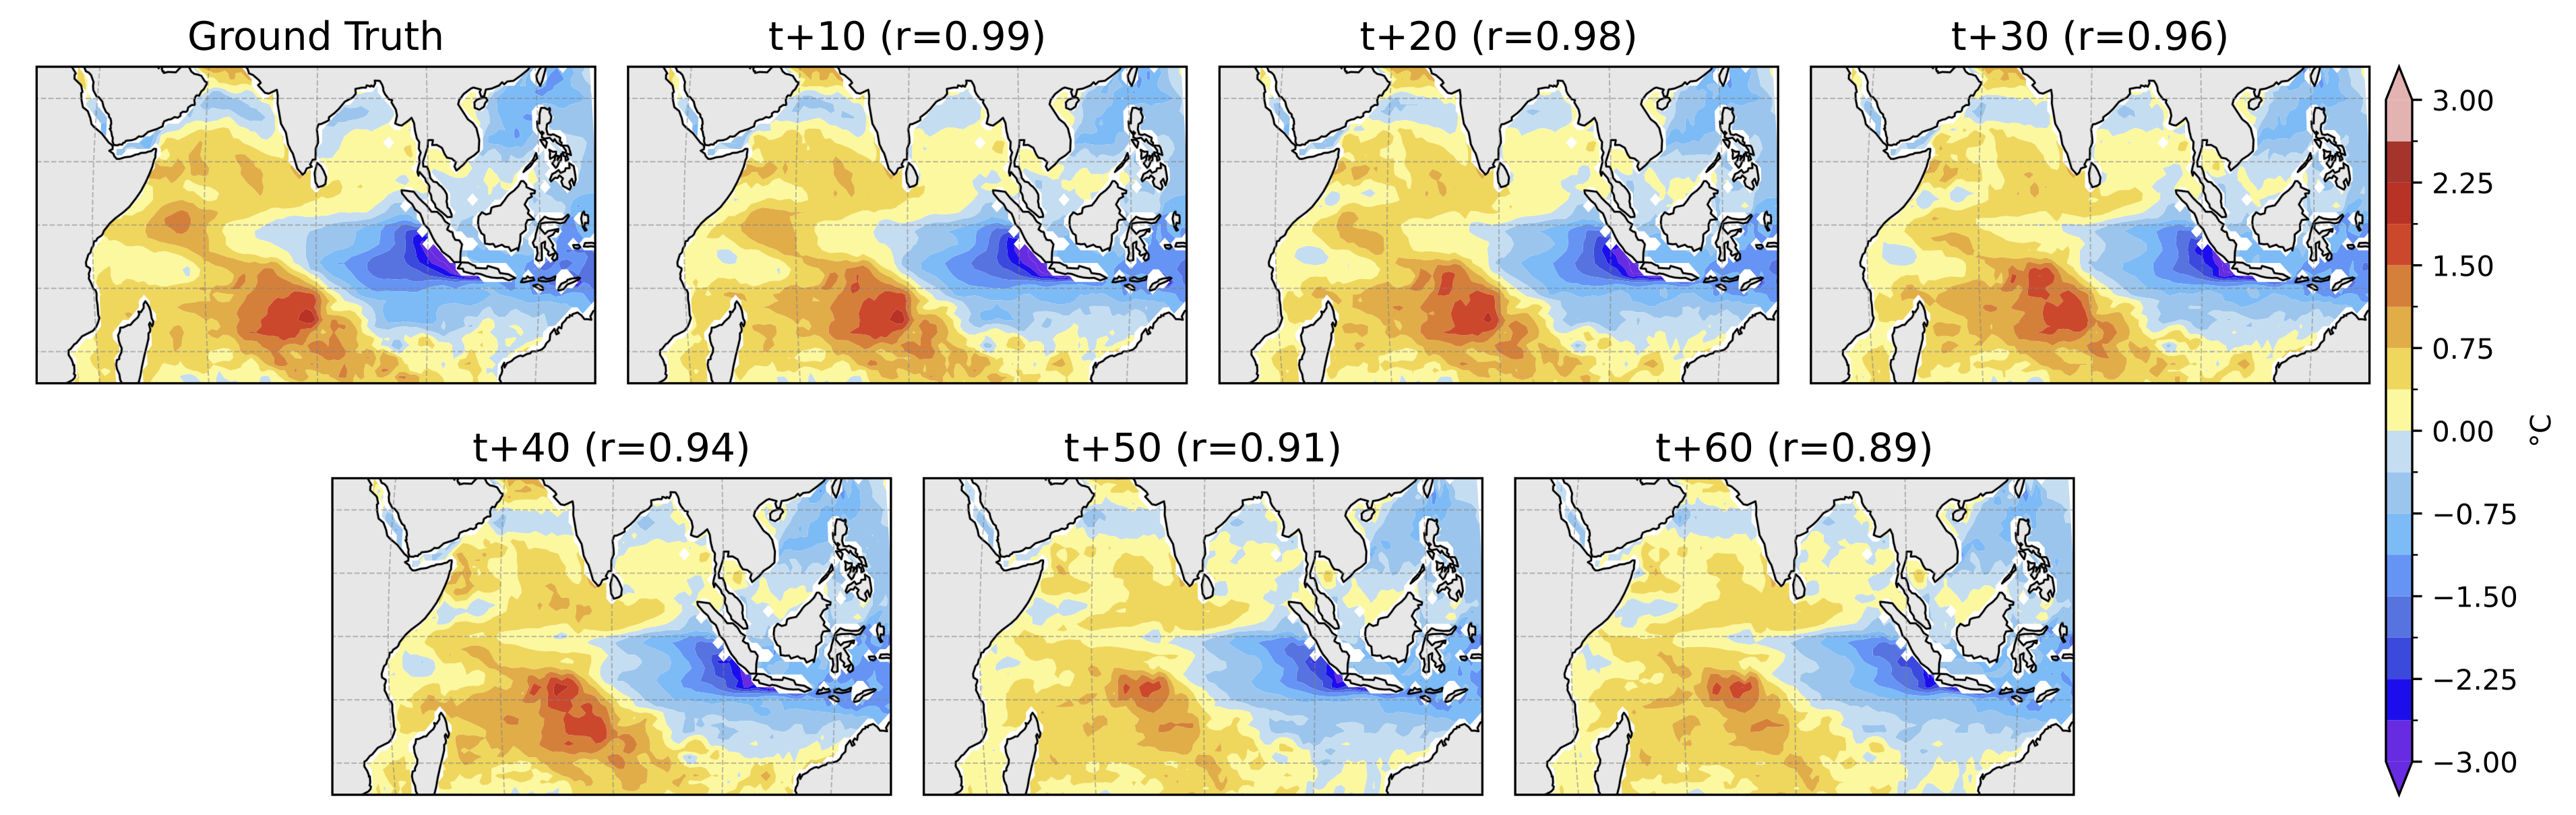 Ground Truth
t+10 (r=0.99)
t+20 (r=0.98)
t+30 (r=0.96)
t+40 (r=0.94)
t+50 (r=0.91)
t+60 (r=0.89)
3.00
2.25
1.50
0.75
0.00
−0.75
−1.50
−2.25
−3.00
°C